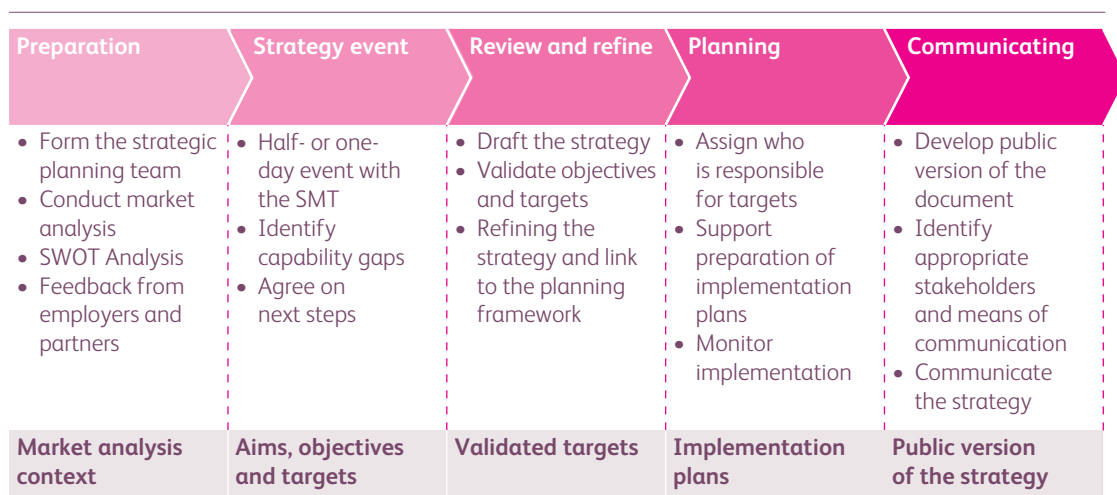 Preparation
Strategy event
Review and refine
Planning
Communicating
• Form the strategic
planning team
• Conduct market
analysis
• SWOT Analysis
• Feedback from
employers and
partners
• Half- or one-
day event with
the SMT
• Identify
capability gaps
• Agree on
next steps
• Draft the strategy
• Validate objectives
and targets
• Refining the
strategy and link
to the planning
framework
• Assign who
is responsible
for targets
• Support
preparation of
implementation
plans
• Monitor
implementation
• Develop public
version of the
document
• Identify
appropriate
stakeholders
and means of
communication
• Communicate
the strategy
Market analysis
context
Aims, objectives
and targets
Validated targets
Implementation
plans
Public version
of the strategy